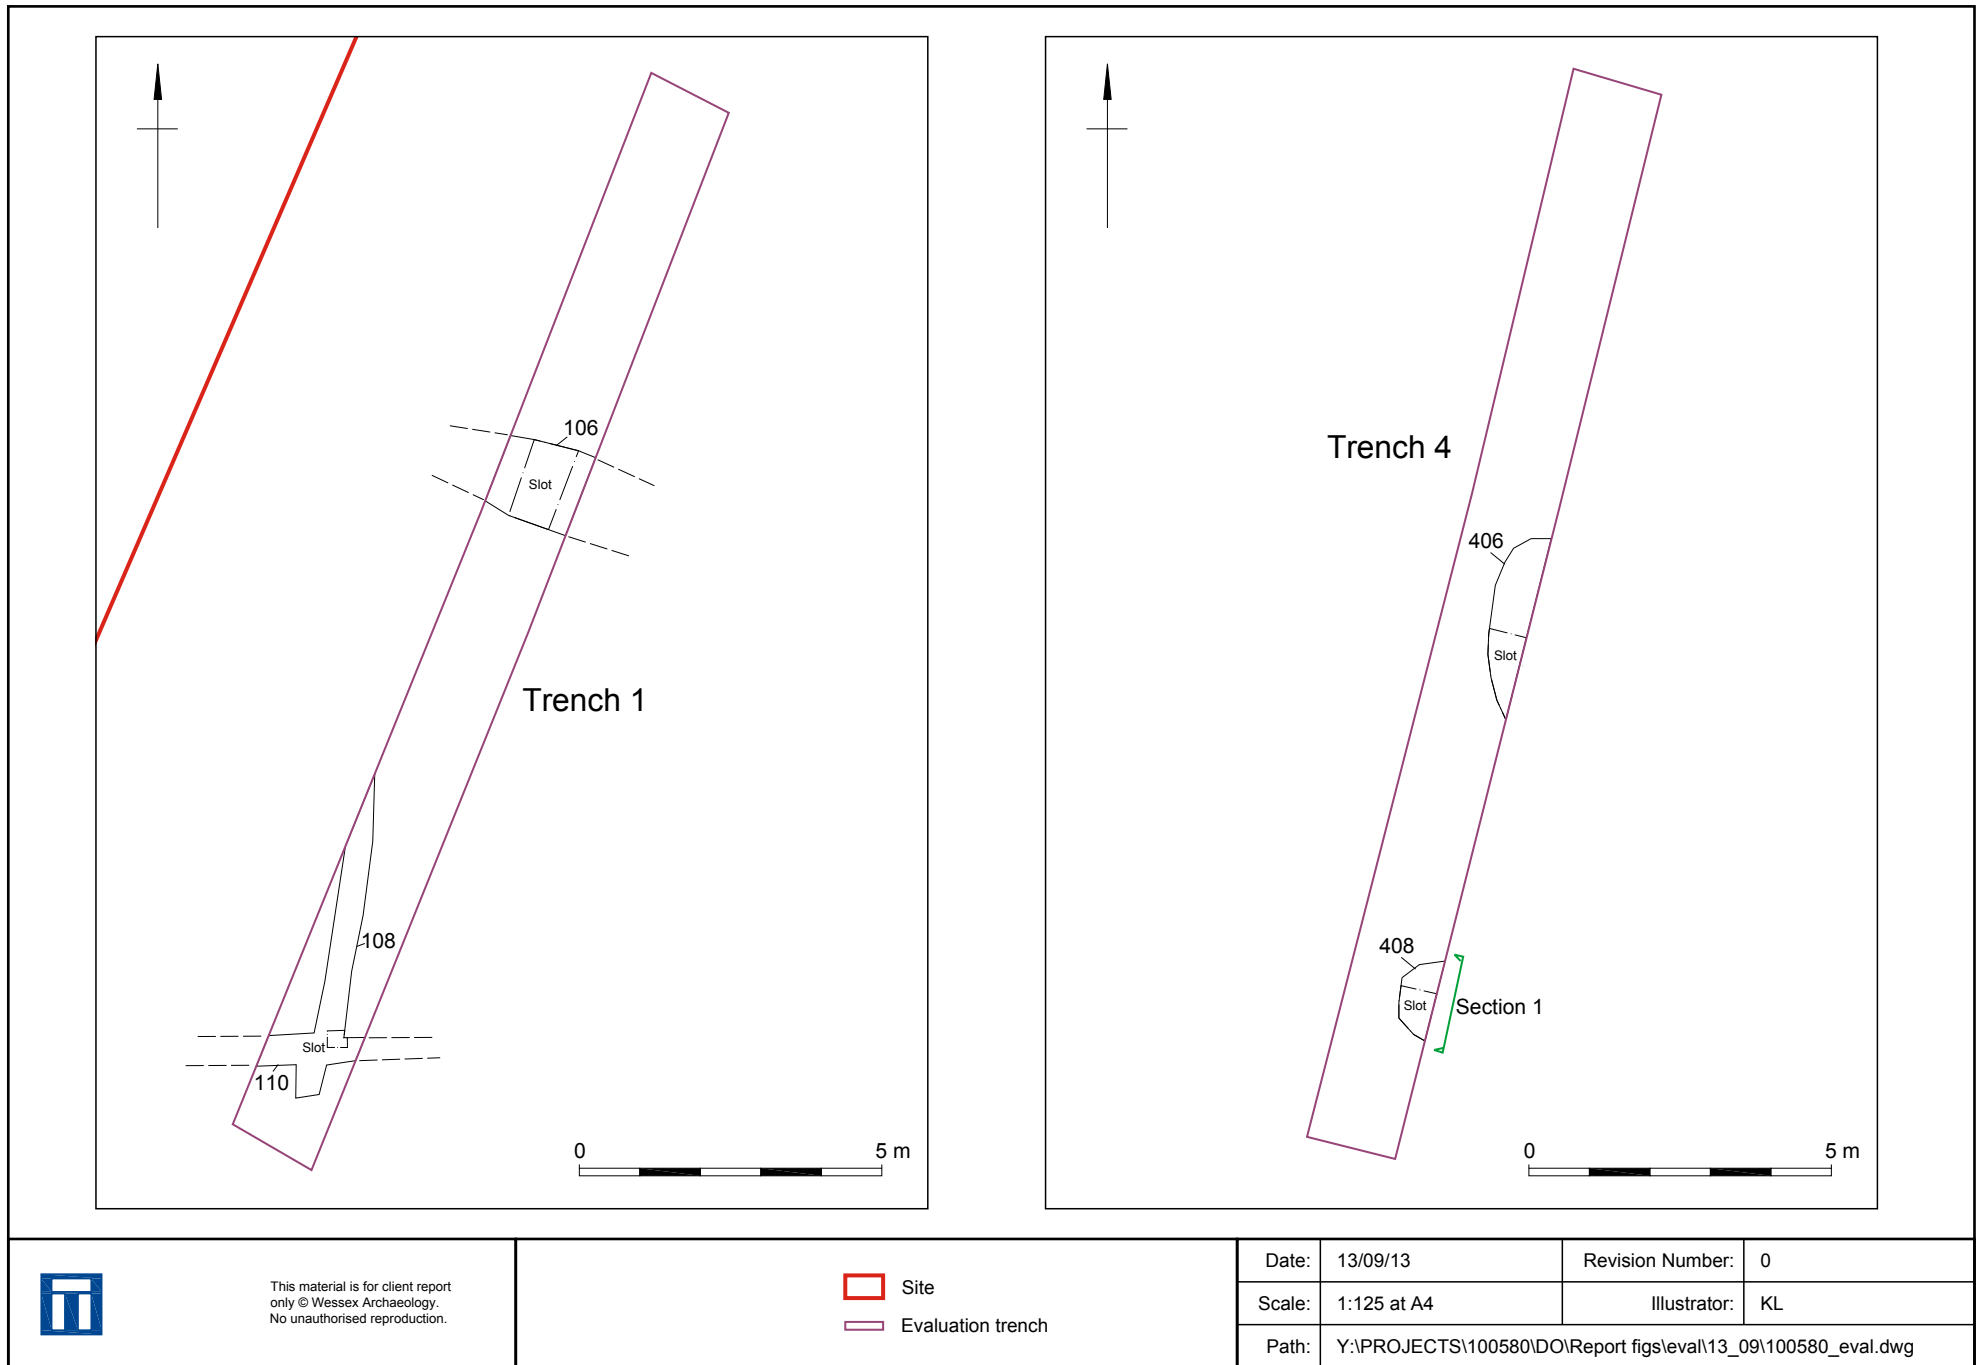 106
Slot
Trench 1
108
Slot
110
0 5 m
Trench 4
406
Slot
408
Slot
Section 1
0 5 m
This material is for client report
only © Wessex Archaeology.
No unauthorised reproduction.
Site
Evaluation trench
Date: 13/09/13 Revision Number: 0
Scale: 1:125 at A4 Illustrator: KL
Path: Y:\PROJECTS\100580\DO\Report figs\eval\13_09\100580_eval.dwg